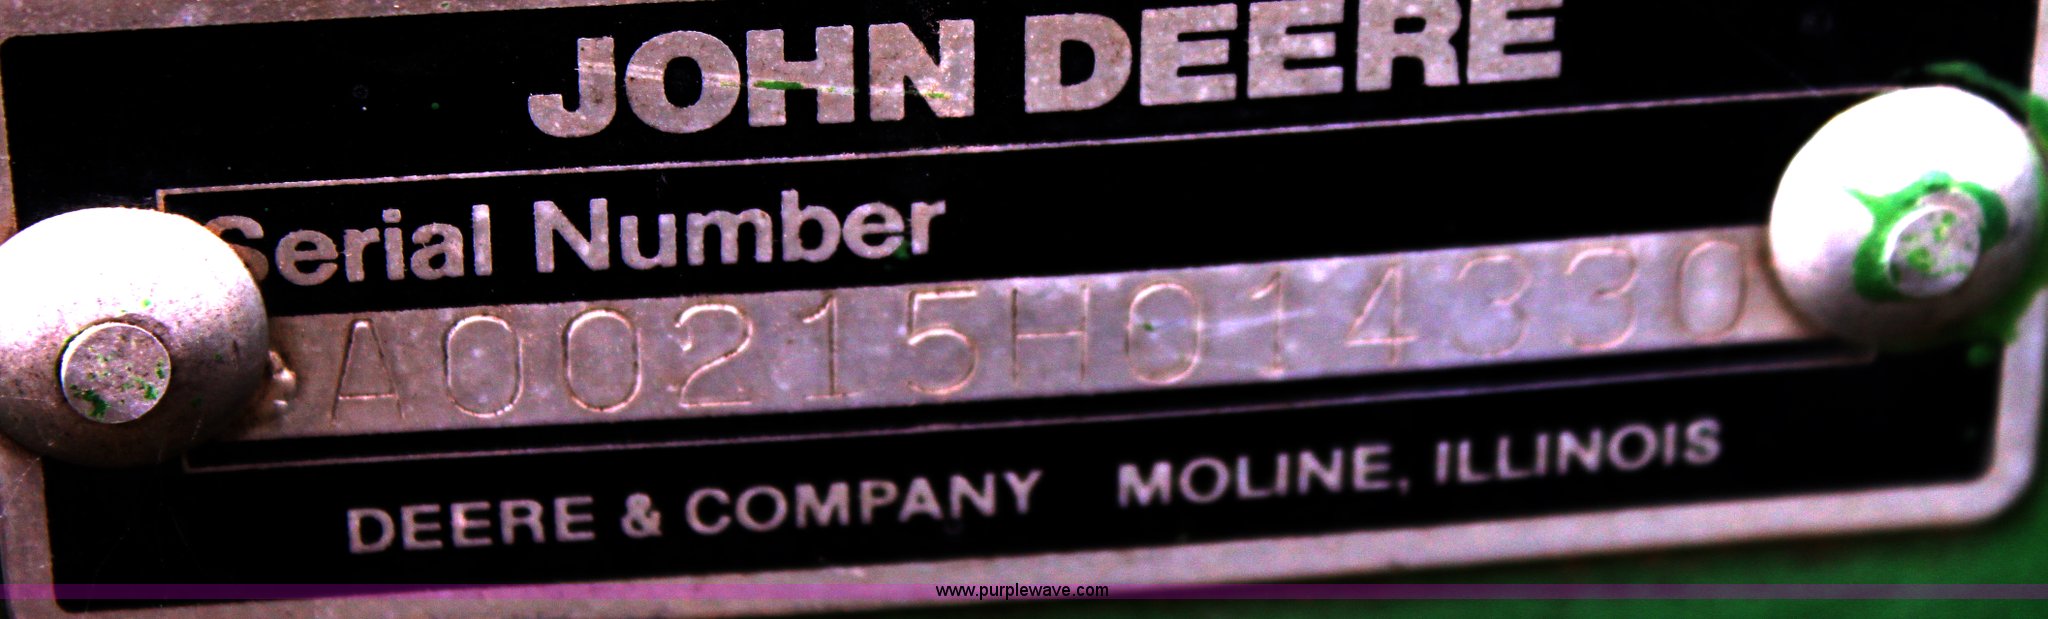 JOHN DEERE
Serial Number
A00215H014330
DEERE & COMPANY MOLINE, ILLINOIS
www.purplewave.com